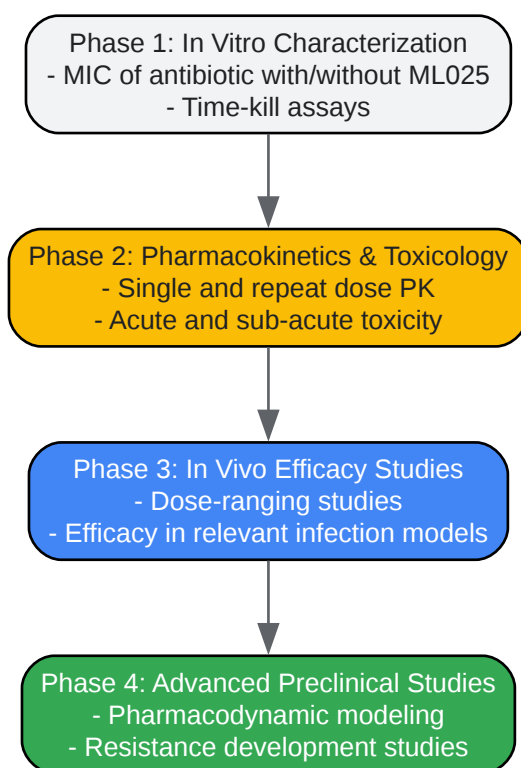 Phase 1: In Vitro Characterization
- MIC of antibiotic with/without ML025
- Time-kill assays
Phase 2: Pharmacokinetics & Toxicology
- Single and repeat dose PK
- Acute and sub-acute toxicity
Phase 3: In Vivo Efficacy Studies
- Dose-ranging studies
- Efficacy in relevant infection models
Phase 4: Advanced Preclinical Studies
- Pharmacodynamic modeling
- Resistance development studies